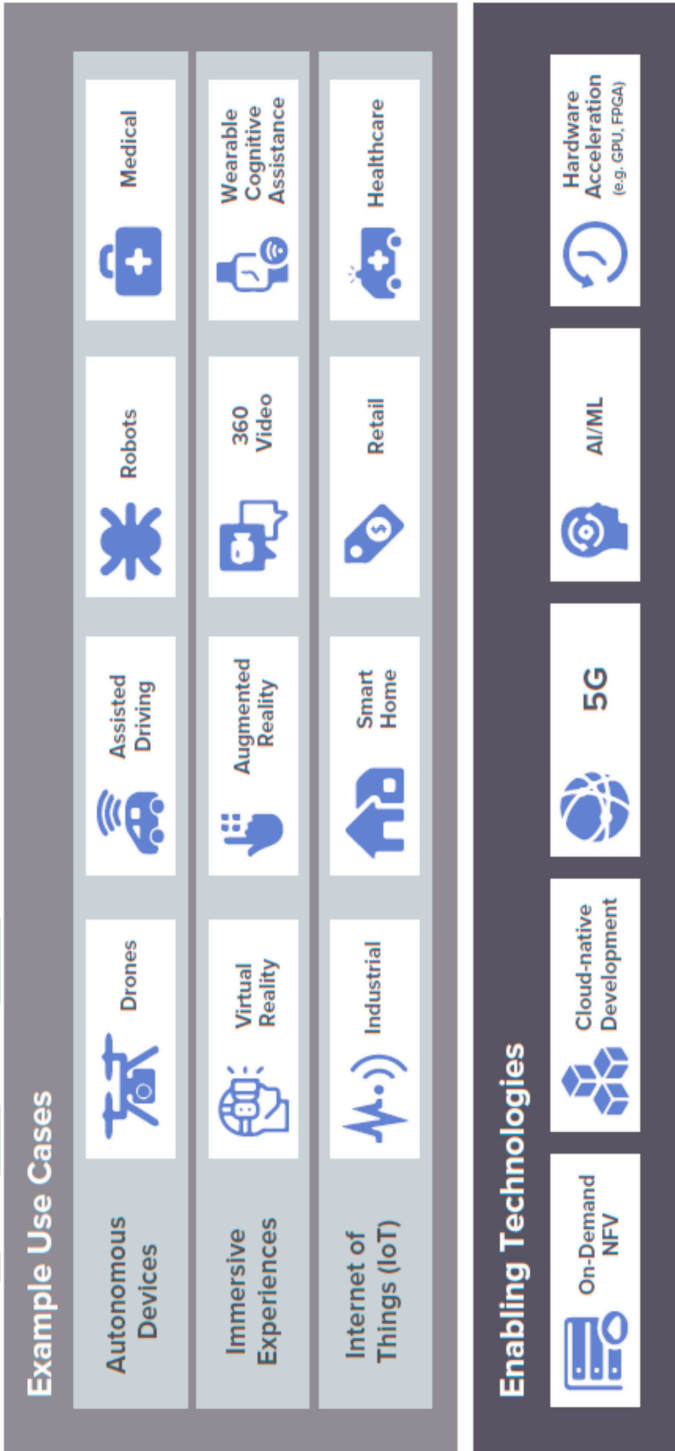 Example Use Cases
Autonomous
Devices
Drones
Assisted
Driving
Robots
Medical
Immersive
Experiences
Virtual
Reality
Augmented
Reality
360
Video
Wearable
Cognitive
Assistance
Internet of
Things (IoT)
Industrial
Smart
Home
Retail
$
Healthcare
Enabling Technologies
On-Demand
NFV
Cloud-native
Development
5G
AI/ML
Hardware
Acceleration
(e.g. GPU, FPGA)